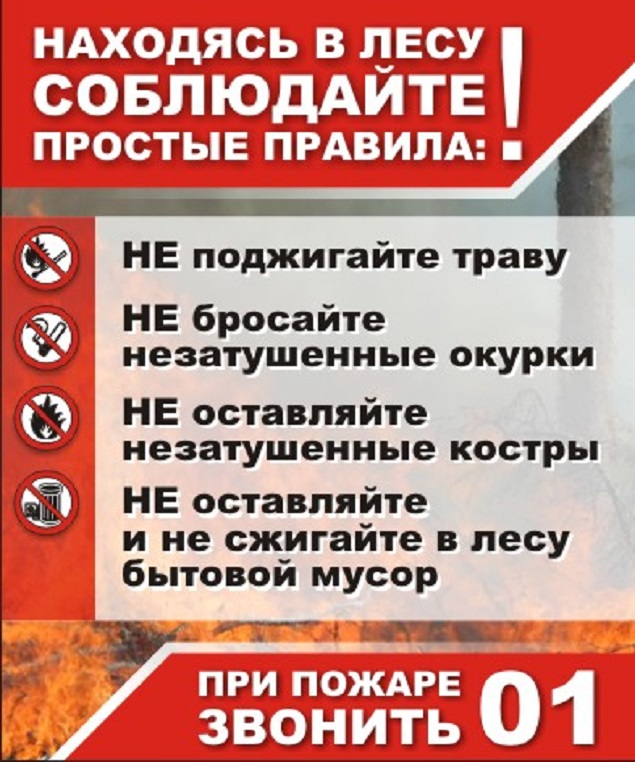 НАХОДЯСЬ В ЛЕСУ
СОБЛЮДАЙТЕ !
ПРОСТЫЕ ПРАВИЛА:
НЕ поджигайте траву
НЕ бросайте
незатушенные окурки
НЕ оставляйте
незатушенные костры
НЕ оставляйте
и не сжигайте в лесу
бытовой мусор
ПРИ ПОЖАРЕ
ЗВОНИТЬ 01